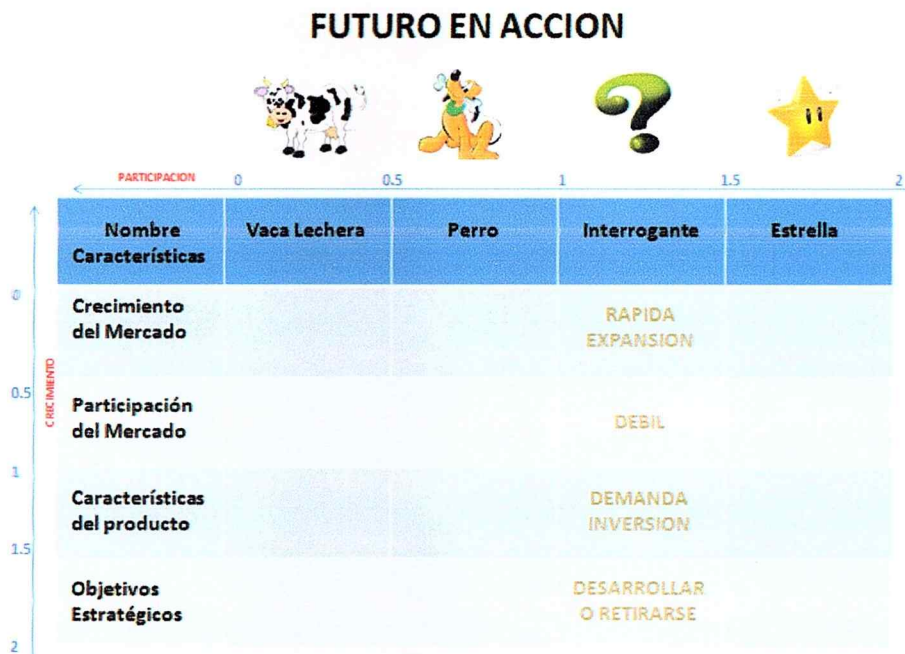 FUTURO EN ACCION
PARTICIPACION 0 0.5 1 1.5 2
Nombre Vaca Lechera Perro Interrogante Estrella
Características
0
Crecimiento
del Mercado
RAPIDA
EXPANSION
CRECIMIENTO
0.5
Participación
del Mercado
DEBIL
1
Características
del producto
DEMANDA
INVERSION
1.5
Objetivos
Estratégicos
DESARROLLAR
O RETIRARSE
2